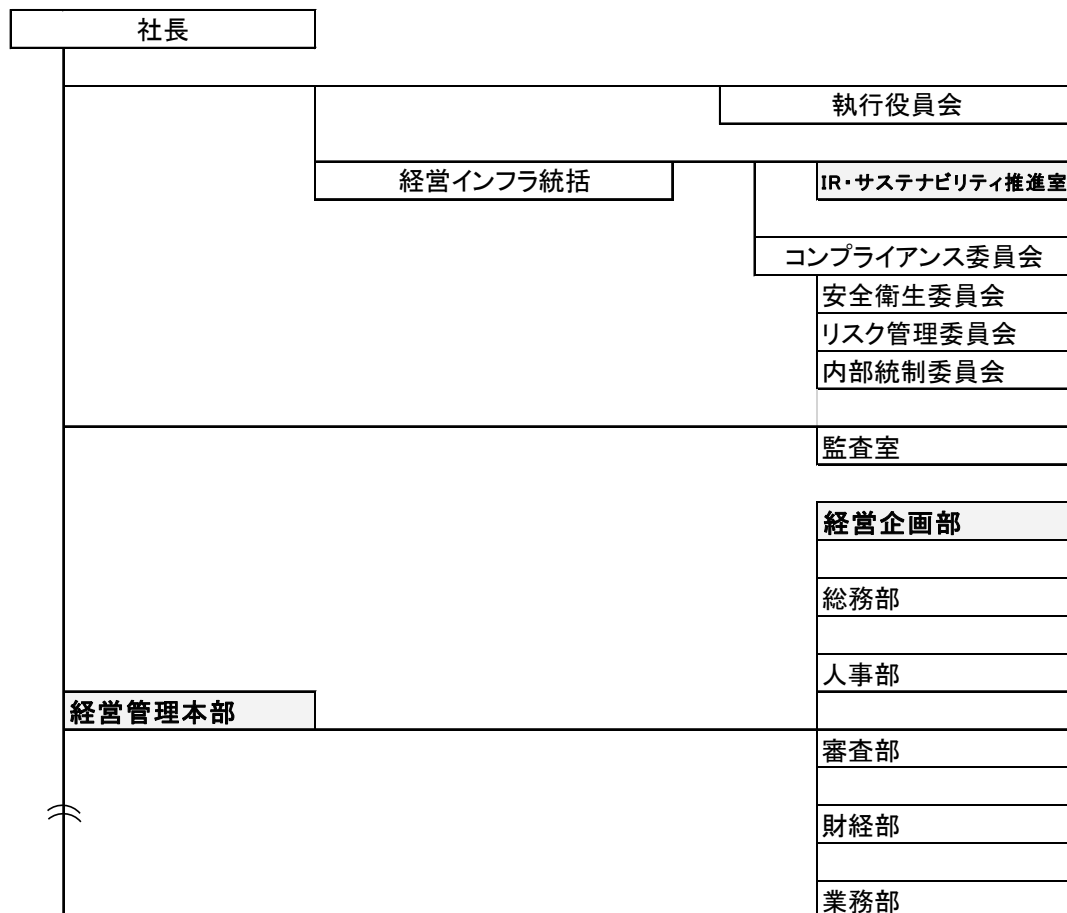 社長
執行役員会
経営インフラ統括
IR・サステナビリティ推進室
コンプライアンス委員会
安全衛生委員会
リスク管理委員会
内部統制委員会
監査室
経営企画部
総務部
人事部
経営管理本部
審査部
財経部
業務部